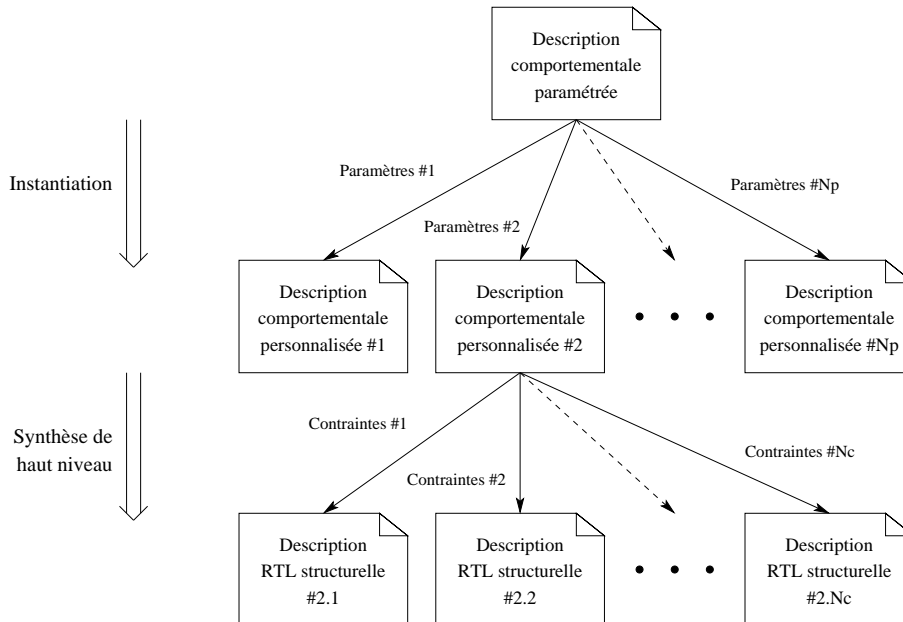 Description
comportementale
paramétrée
Instantiation
Paramètres #1
Paramètres #Np
Paramètres #2
Description
comportementale
personnalisée #1
Description
comportementale
personnalisée #2
Description
comportementale
personnalisée #Np
Synthèse de
haut niveau
Contraintes #1
Contraintes #2
Contraintes #Nc
Description
RTL structurelle
#2.1
Description
RTL structurelle
#2.2
Description
RTL structurelle
#2.Nc